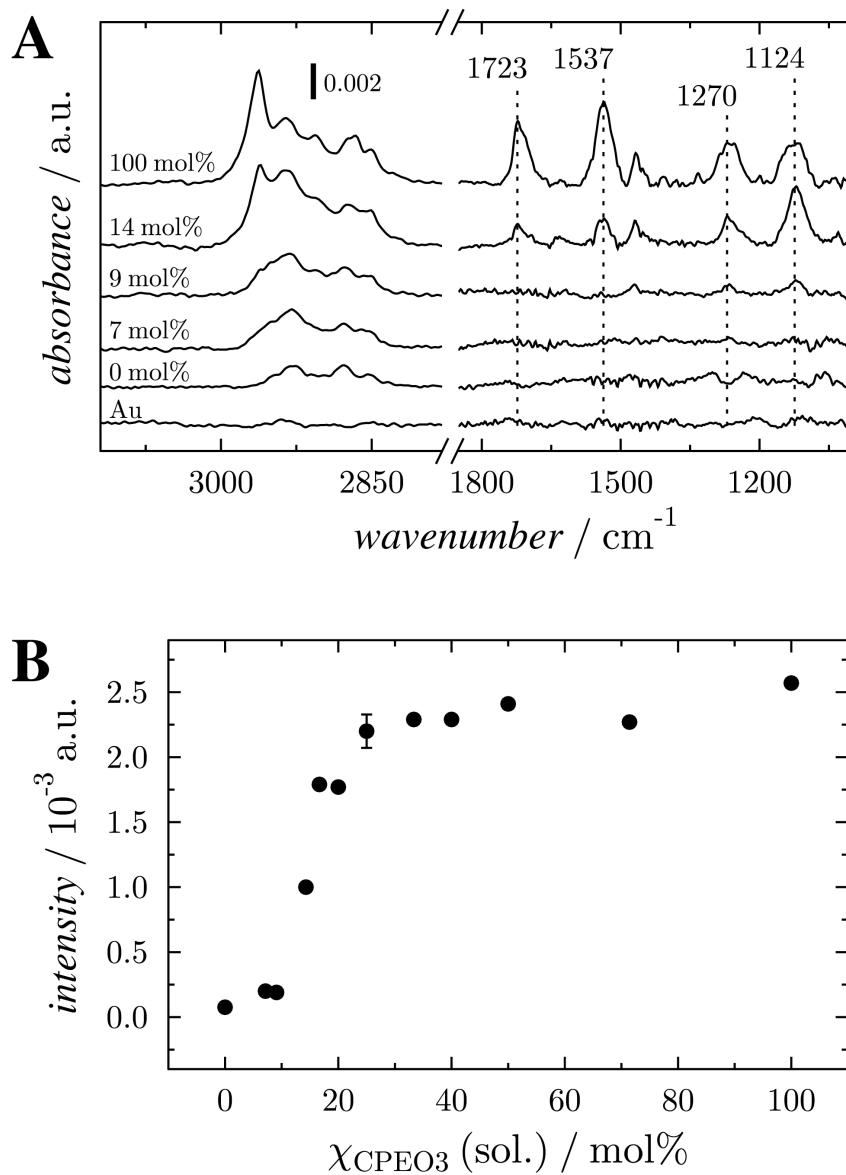 A
absorbance / a.u.
0.002
1723
1537
1270
1124
100 mol%
14 mol%
9 mol%
7 mol%
0 mol%
Au
3000
2850
1800
1500
1200
wavenumber / cm⁻¹
B
intensity / 10⁻³ a.u.
2.5
2.0
1.5
1.0
0.5
0.0
0
20
40
60
80
100
χCPEO3 (sol.) / mol%